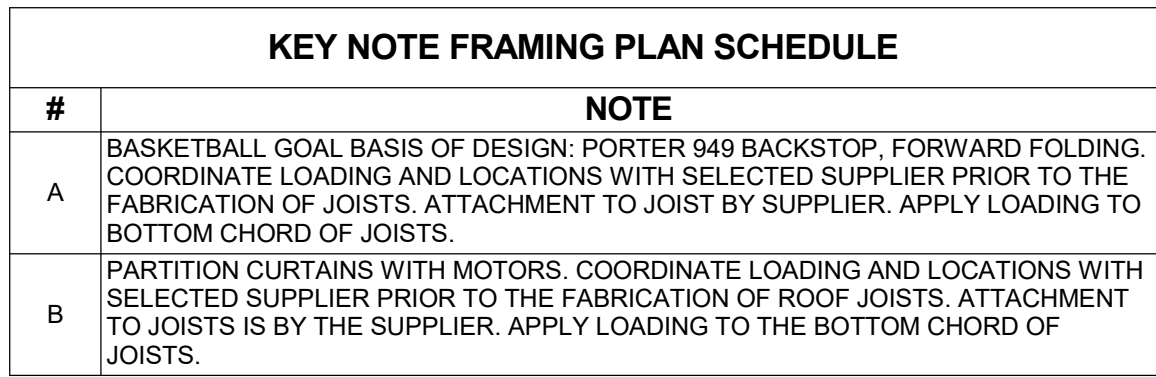 KEY NOTE FRAMING PLAN SCHEDULE
# NOTE
A
BASKETBALL GOAL BASIS OF DESIGN: PORTER 949 BACKSTOP, FORWARD FOLDING.
COORDINATE LOADING AND LOCATIONS WITH SELECTED SUPPLIER PRIOR TO THE
FABRICATION OF JOISTS. ATTACHMENT TO JOIST BY SUPPLIER. APPLY LOADING TO
BOTTOM CHORD OF JOISTS.
B
PARTITION CURTAINS WITH MOTORS. COORDINATE LOADING AND LOCATIONS WITH
SELECTED SUPPLIER PRIOR TO THE FABRICATION OF ROOF JOISTS. ATTACHMENT
TO JOISTS IS BY THE SUPPLIER. APPLY LOADING TO THE BOTTOM CHORD OF
JOISTS.